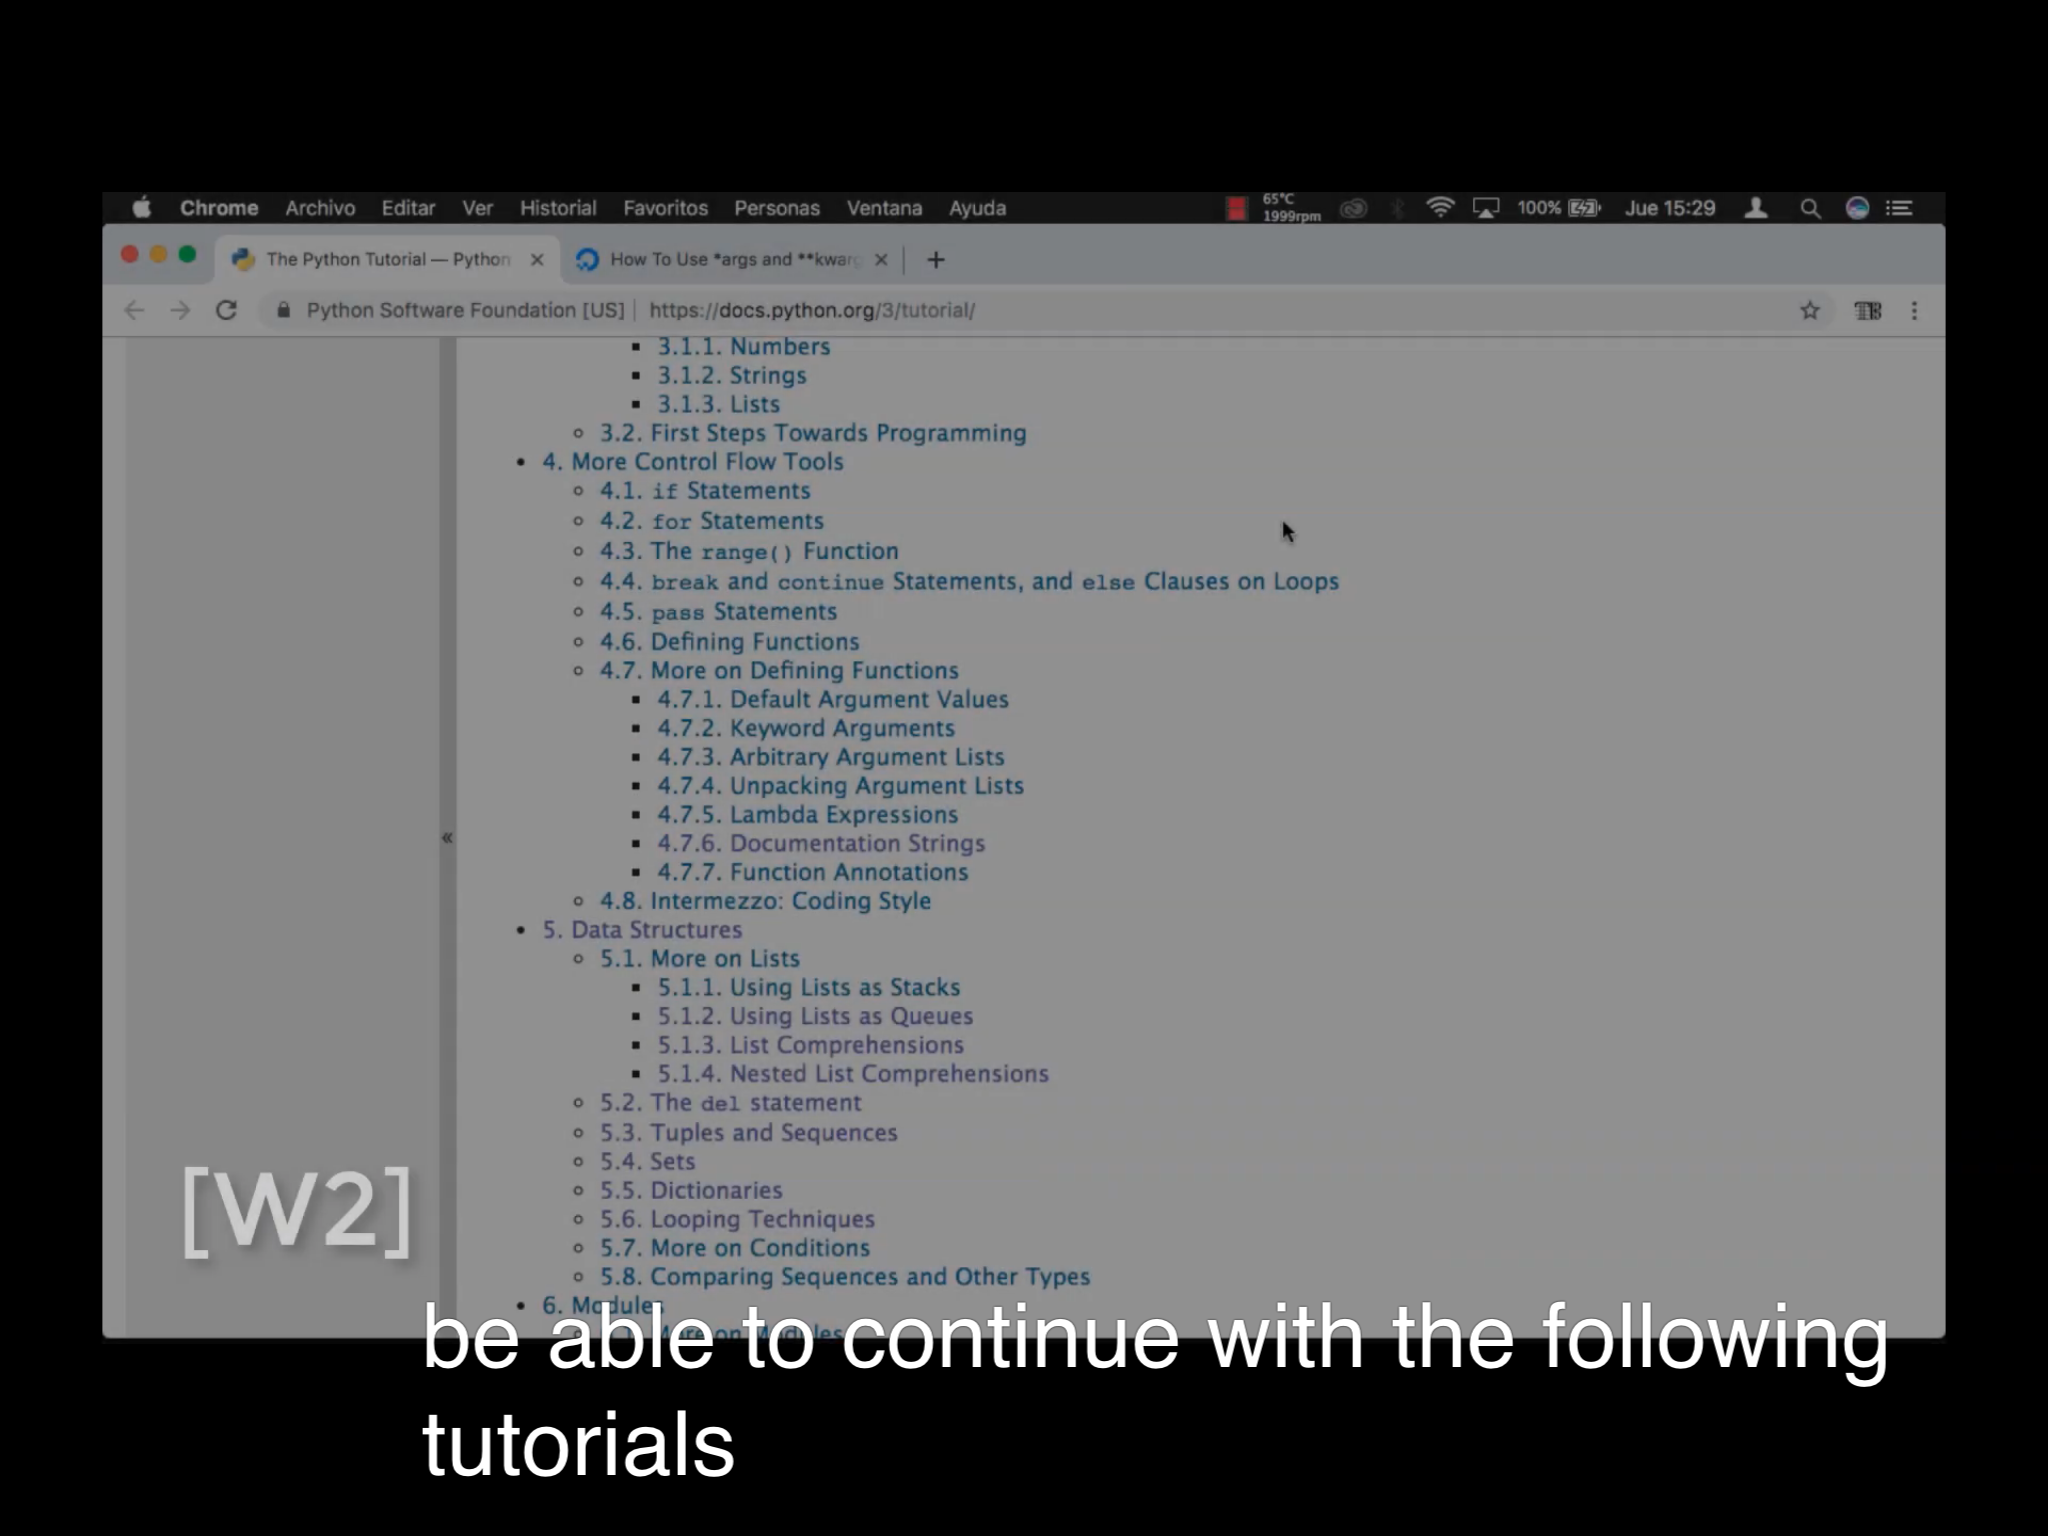 Chrome Archivo Editar Ver Historial Favoritos Personas Ventana Ayuda 65°C 1999rpm 100% Jue 15:29
The Python Tutorial — Python How To Use *args and **kwarg
Python Software Foundation [US] | https://docs.python.org/3/tutorial/
3.1.1. Numbers
3.1.2. Strings
3.1.3. Lists
3.2. First Steps Towards Programming
4. More Control Flow Tools
4.1. if Statements
4.2. for Statements
4.3. The range() Function
4.4. break and continue Statements, and else Clauses on Loops
4.5. pass Statements
4.6. Defining Functions
4.7. More on Defining Functions
4.7.1. Default Argument Values
4.7.2. Keyword Arguments
4.7.3. Arbitrary Argument Lists
4.7.4. Unpacking Argument Lists
4.7.5. Lambda Expressions
4.7.6. Documentation Strings
4.7.7. Function Annotations
4.8. Intermezzo: Coding Style
5. Data Structures
5.1. More on Lists
5.1.1. Using Lists as Stacks
5.1.2. Using Lists as Queues
5.1.3. List Comprehensions
5.1.4. Nested List Comprehensions
5.2. The del statement
5.3. Tuples and Sequences
5.4. Sets
5.5. Dictionaries
5.6. Looping Techniques
5.7. More on Conditions
5.8. Comparing Sequences and Other Types
6. Modules
More on Modules
[W2]
be able to continue with the following
tutorials